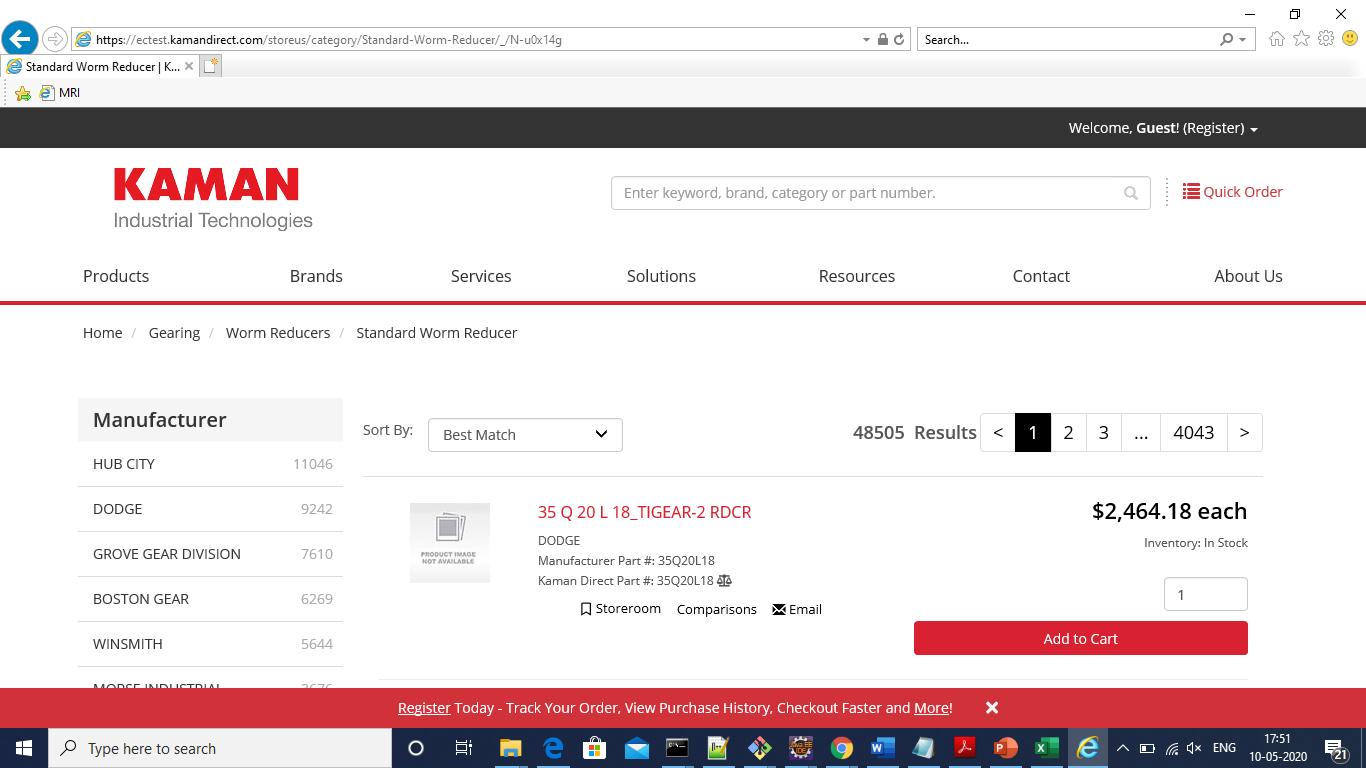 https://ectest.kamandirect.com/storeus/category/Standard-Worm-Reducer/_/N-u0x14g
Search...
Standard Worm Reducer | K...
MRI
Welcome, Guest! (Register)
KAMAN
Industrial Technologies
Enter keyword, brand, category or part number.
Quick Order
Products Brands Services Solutions Resources Contact About Us
Home / Gearing / Worm Reducers / Standard Worm Reducer
Manufacturer
HUB CITY 11046
DODGE 9242
GROVE GEAR DIVISION 7610
BOSTON GEAR 6269
WINSMITH 5644
Sort By: Best Match
48505 Results < 1 2 3 ... 4043 >
PRODUCT IMAGE
NOT AVAILABLE
35 Q 20 L 18_TIGEAR-2 RDCR
DODGE
Manufacturer Part #: 35Q20L18
Kaman Direct Part #: 35Q20L18
Storeroom Comparisons Email
$2,464.18 each
Inventory: In Stock
1
Add to Cart
Register Today - Track Your Order, View Purchase History, Checkout Faster and More!
Type here to search
ENG
17:51
10-05-2020
21